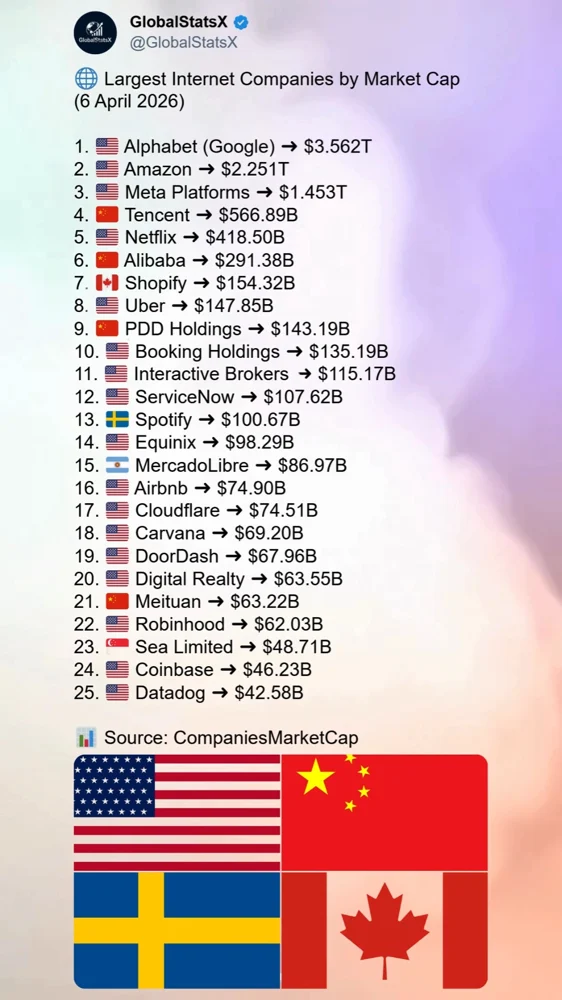 GlobalStatsX
GlobalStatsX
@GlobalStatsX
🌐 Largest Internet Companies by Market Cap
(6 April 2026)
1. 🇺🇸 Alphabet (Google) ➜ $3.562T
2. 🇺🇸 Amazon ➜ $2.251T
3. 🇺🇸 Meta Platforms ➜ $1.453T
4. 🇨🇳 Tencent ➜ $566.89B
5. 🇺🇸 Netflix ➜ $418.50B
6. 🇨🇳 Alibaba ➜ $291.38B
7. 🇨🇦 Shopify ➜ $154.32B
8. 🇺🇸 Uber ➜ $147.85B
9. 🇨🇳 PDD Holdings ➜ $143.19B
10. 🇺🇸 Booking Holdings ➜ $135.19B
11. 🇺🇸 Interactive Brokers ➜ $115.17B
12. 🇺🇸 ServiceNow ➜ $107.62B
13. 🇸🇪 Spotify ➜ $100.67B
14. 🇺🇸 Equinix ➜ $98.29B
15. 🇦🇷 MercadoLibre ➜ $86.97B
16. 🇺🇸 Airbnb ➜ $74.90B
17. 🇺🇸 Cloudflare ➜ $74.51B
18. 🇺🇸 Carvana ➜ $69.20B
19. 🇺🇸 DoorDash ➜ $67.96B
20. 🇺🇸 Digital Realty ➜ $63.55B
21. 🇨🇳 Meituan ➜ $63.22B
22. 🇺🇸 Robinhood ➜ $62.03B
23. 🇸🇬 Sea Limited ➜ $48.71B
24. 🇺🇸 Coinbase ➜ $46.23B
25. 🇺🇸 Datadog ➜ $42.58B
📊 Source: CompaniesMarketCap